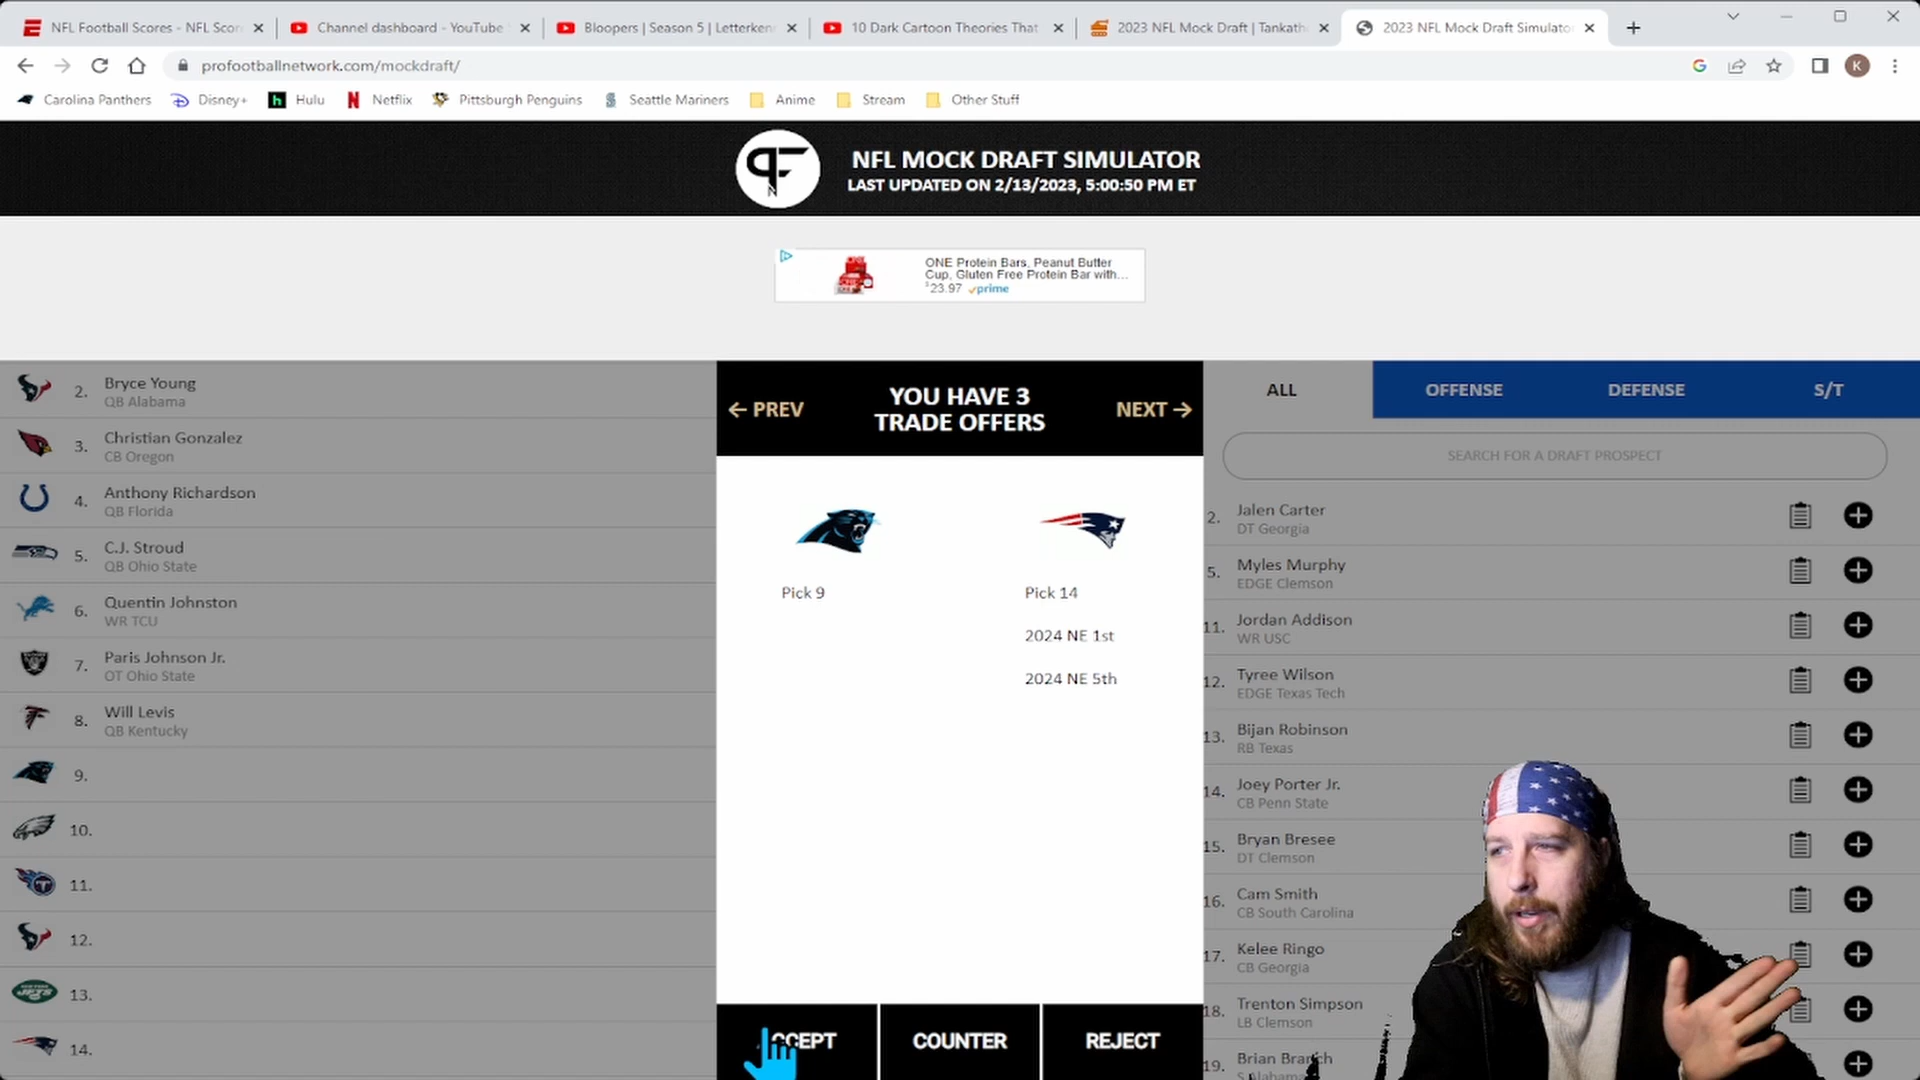 NFL Football Scores - NFL Scor
Channel dashboard - YouTube
Bloopers | Season 5 | Letterken
10 Dark Cartoon Theories That
2023 NFL Mock Draft | Tankath
2023 NFL Mock Draft Simulator
profootballnetwork.com/mockdraft/
K
Carolina Panthers
Disney+
Hulu
Netflix
Pittsburgh Penguins
Seattle Mariners
Anime
Stream
Other Stuff
NFL MOCK DRAFT SIMULATOR
LAST UPDATED ON 2/13/2023, 5:00:50 PM ET
ONE Protein Bars, Peanut Butter
Cup, Gluten Free Protein Bar with...
$23.97 prime
2. Bryce Young
QB Alabama
3. Christian Gonzalez
CB Oregon
4. Anthony Richardson
QB Florida
5. C.J. Stroud
QB Ohio State
6. Quentin Johnston
WR TCU
7. Paris Johnson Jr.
OT Ohio State
8. Will Levis
QB Kentucky
9.
10.
11.
12.
13.
14.
← PREV
YOU HAVE 3
TRADE OFFERS
NEXT →
Pick 9
Pick 14
2024 NE 1st
2024 NE 5th
COUNTER
REJECT
ALL
OFFENSE
DEFENSE
S/T
SEARCH FOR A DRAFT PROSPECT
2. Jalen Carter
DT Georgia
5. Myles Murphy
EDGE Clemson
11. Jordan Addison
WR USC
12. Tyree Wilson
EDGE Texas Tech
13. Bijan Robinson
RB Texas
14. Joey Porter Jr.
CB Penn State
15. Bryan Bresee
DT Clemson
16. Cam Smith
CB South Carolina
17. Kelee Ringo
CB Georgia
18. Trenton Simpson
LB Clemson
19. Brian Branch
S Alabama